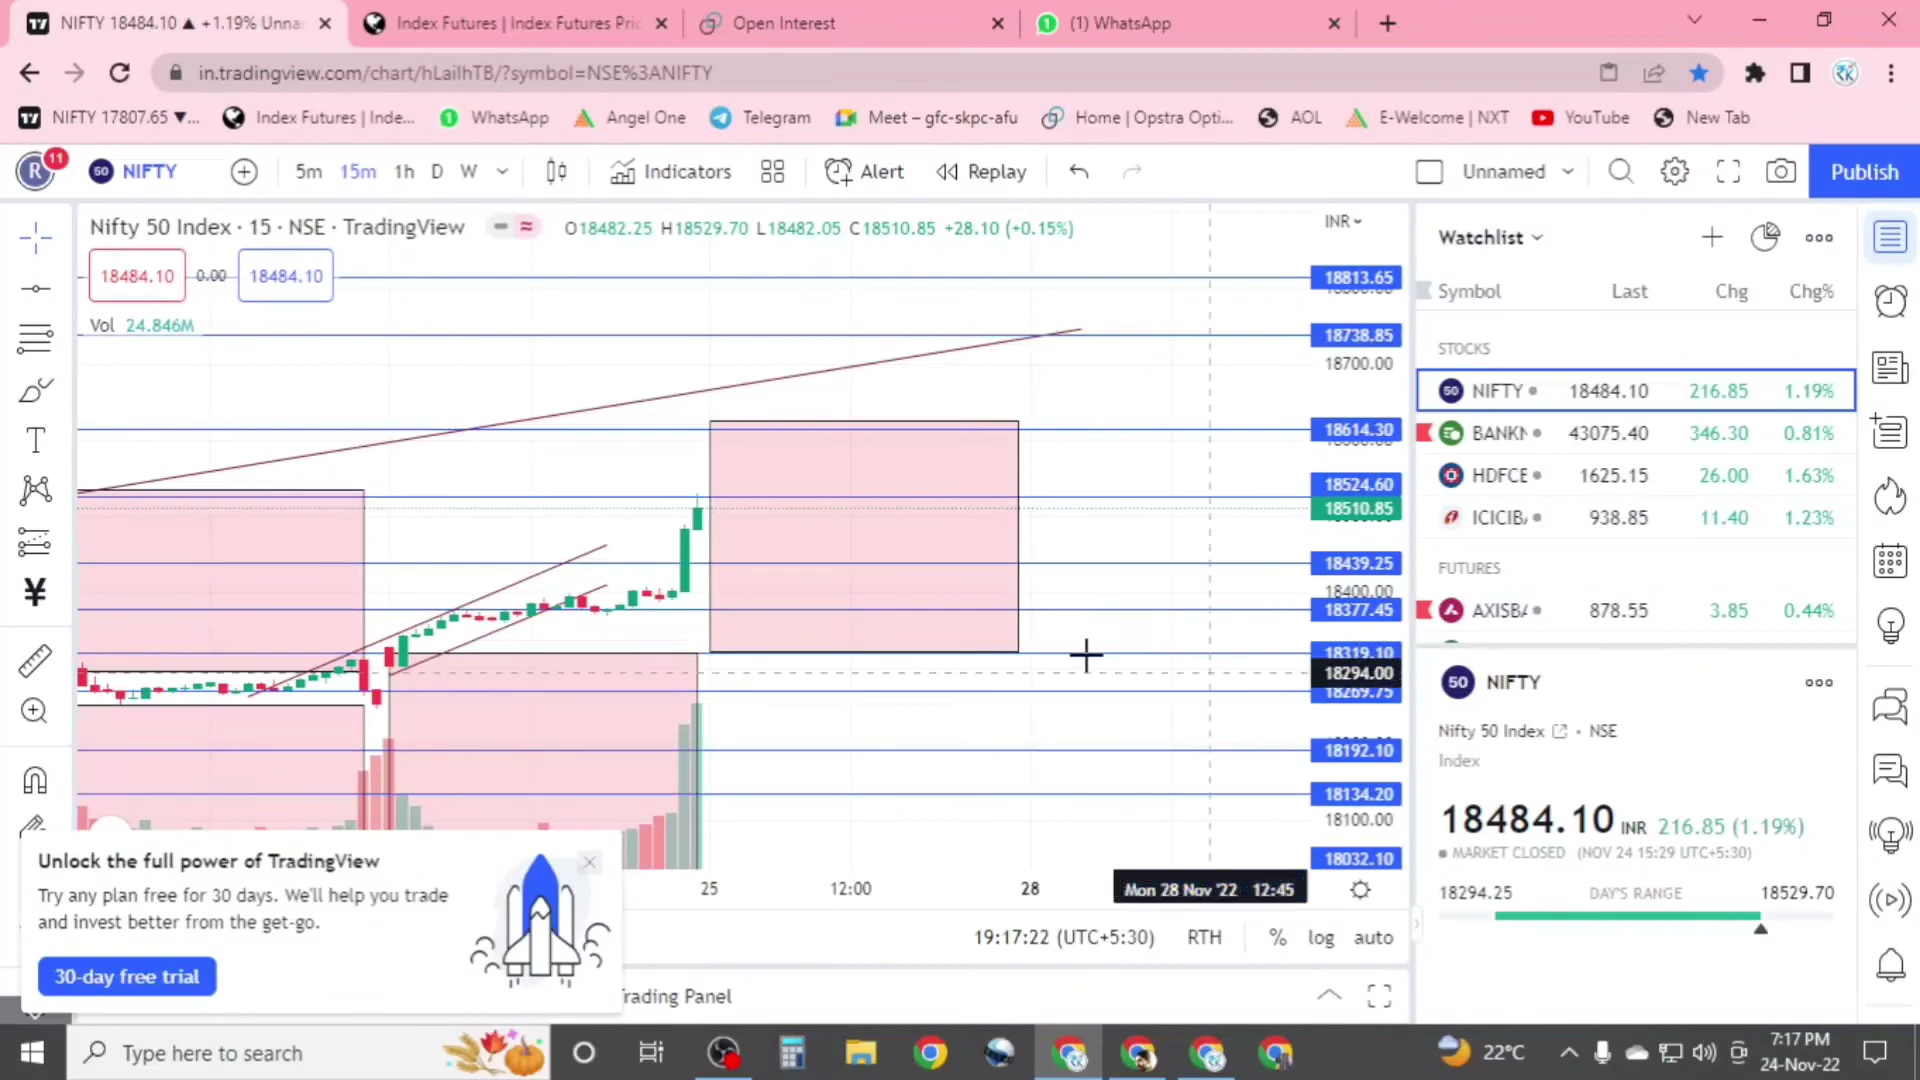 NIFTY 18484.10 ▲ +1.19% Unna
Index Futures | Index Futures Pric
Open Interest
(1) WhatsApp
in.tradingview.com/chart/hLaiIhTB/?symbol=NSE%3ANIFTY
NIFTY 17807.65 ▼...
Index Futures | Inde...
WhatsApp
Angel One
Telegram
Meet – gfc-skpc-afu
Home | Opstra Opti...
AOL
E-Welcome | NXT
YouTube
New Tab
R 11
50 NIFTY
5m 15m 1h D W
Indicators
Alert
Replay
Unnamed
Publish
Nifty 50 Index · 15 · NSE · TradingView
O18482.25 H18529.70 L18482.05 C18510.85 +28.10 (+0.15%)
INR
18484.10 0.00 18484.10
Vol 24.846M
18813.65
18738.85
18700.00
18614.30
18524.60
18510.85
18439.25
18400.00
18377.45
18319.10
18294.00
18269.75
18192.10
18134.20
18100.00
18032.10
25 12:00 28 Mon 28 Nov '22 12:45
19:17:22 (UTC+5:30) RTH % log auto
Trading Panel
Unlock the full power of TradingView
Try any plan free for 30 days. We'll help you trade
and invest better from the get-go.
30-day free trial
Watchlist
Symbol Last Chg Chg%
STOCKS
50 NIFTY 18484.10 216.85 1.19%
BANKN 43075.40 346.30 0.81%
HDFCB 1625.15 26.00 1.63%
ICICIB 938.85 11.40 1.23%
FUTURES
AXISBA 878.55 3.85 0.44%
50 NIFTY
Nifty 50 Index · NSE
Index
18484.10 INR 216.85 (1.19%)
MARKET CLOSED (NOV 24 15:29 UTC+5:30)
18294.25 DAY'S RANGE 18529.70
Type here to search
22°C
7:17 PM
24-Nov-22